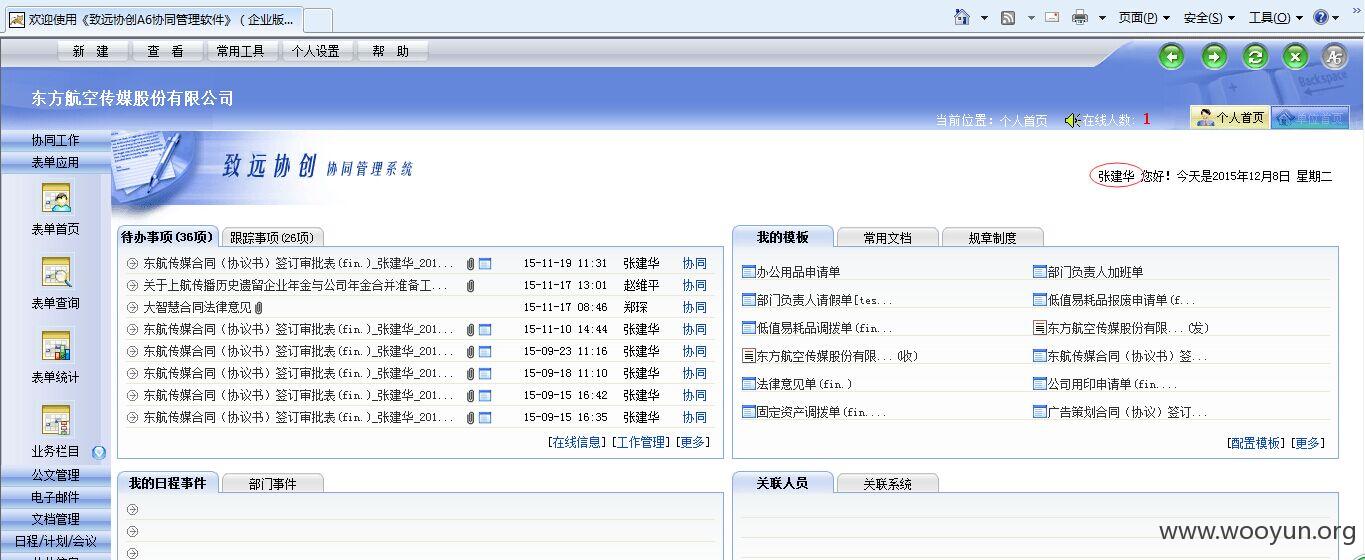 欢迎使用《致远协创A6协同管理软件》（企业版...
页面(P) 安全(S) 工具(O)
新 建 查 看 常用工具 个人设置 帮 助
东方航空传媒股份有限公司
当前位置：个人首页 在线人数：1 个人首页 单位首页
协同工作
表单应用
表单首页
表单查询
表单统计
业务栏目
公文管理
电子邮件
文档管理
日程/计划/会议
致远协创 协同管理系统
张建华 您好！今天是2015年12月8日 星期二
待办事项(36项) 跟踪事项(26项)
东航传媒合同（协议书）签订审批表(fin.)_张建华_201... 15-11-19 11:31 张建华 协同
关于上航传播历史遗留企业年金与公司年金合并准备工... 15-11-17 13:01 赵维平 协同
大智慧合同法律意见 15-11-17 08:46 郑琛 协同
东航传媒合同（协议书）签订审批表(fin.)_张建华_201... 15-11-10 14:44 张建华 协同
东航传媒合同（协议书）签订审批表(fin.)_张建华_201... 15-09-23 11:16 张建华 协同
东航传媒合同（协议书）签订审批表(fin.)_张建华_201... 15-09-18 11:10 张建华 协同
东航传媒合同（协议书）签订审批表(fin.)_张建华_201... 15-09-15 16:42 张建华 协同
东航传媒合同（协议书）签订审批表(fin.)_张建华_201... 15-09-15 16:35 张建华 协同
[在线信息] [工作管理] [更多]
我的模板 常用文档 规章制度
办公用品申请单 部门负责人加班单
部门负责人请假单[tes... 低值易耗品报废申请单(f...
低值易耗品调拨单(fin... 东方航空传媒股份有限...(发)
东方航空传媒股份有限...(收) 东航传媒合同（协议书）签...
法律意见单(fin.) 公司用印申请单(fin....
固定资产调拨单(fin.... 广告策划合同（协议）签订...
[配置模板] [更多]
我的日程事件 部门事件
关联人员 关联系统
www.wooyun.org